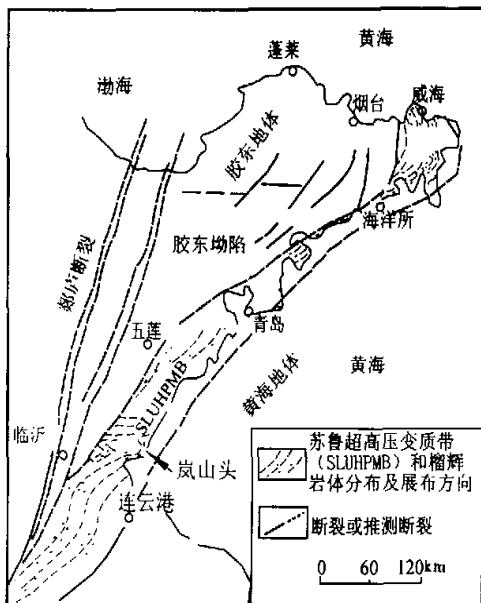 黄海
蓬莱
渤海
烟台
威海
胶东地体
海洋所
胶东坳陷
郯庐断裂
青岛
五莲
黄海地体
黄海
SLUHPMB
临沂
岚山头
连云港
苏鲁超高压变质带
(SLUHPMB)和榴辉
岩体分布及展布方向
断裂或推测断裂
0 60 120km